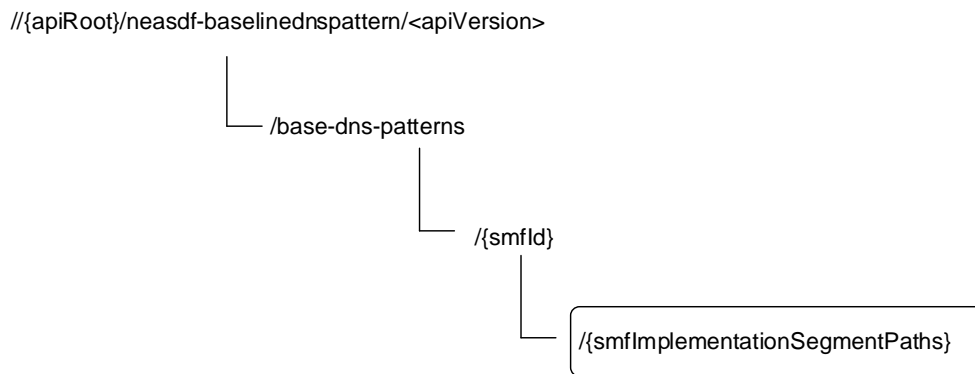 //{apiRoot}/neasdf-baselinednspattern/<apiVersion>
/base-dns-patterns
/{smfId}
/{smfImplementationSegmentPaths}